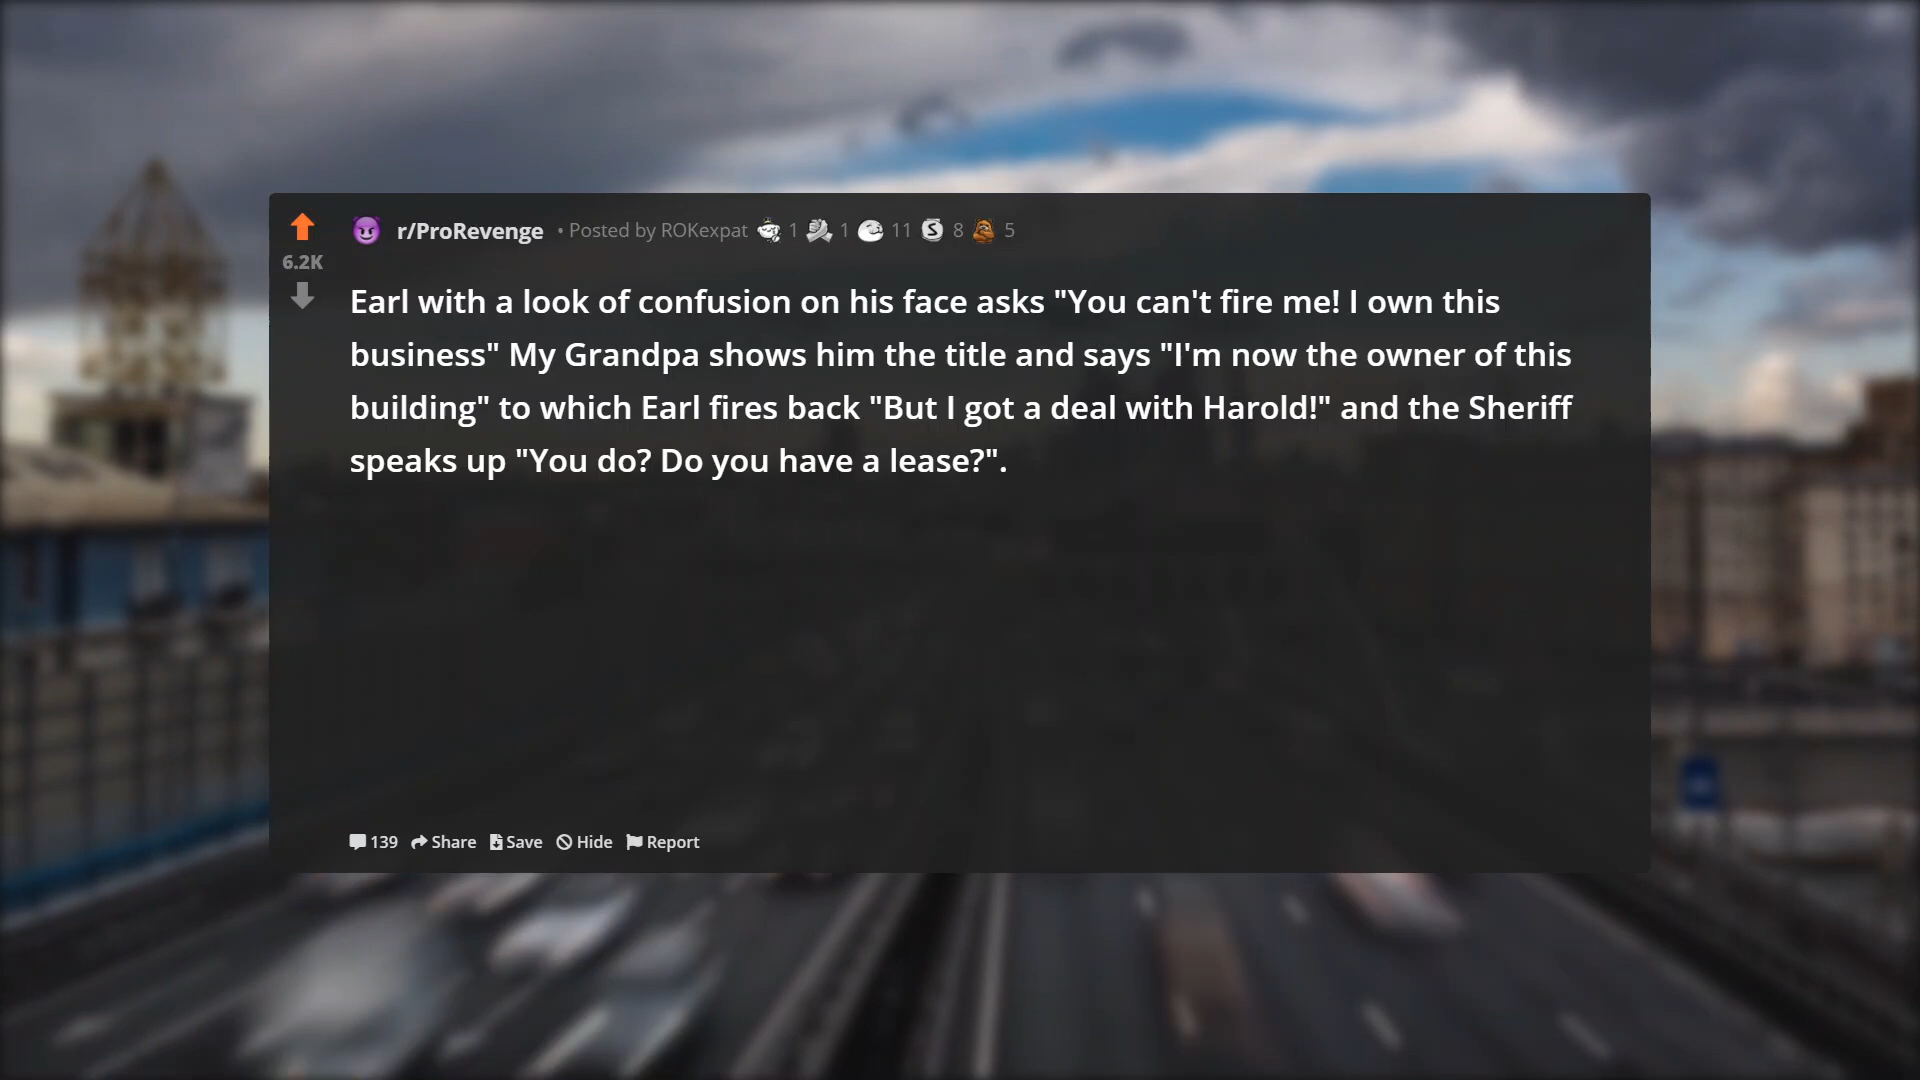 r/ProRevenge • Posted by ROKexpat 1 1 11 8 5
6.2K
Earl with a look of confusion on his face asks "You can't fire me! I own this
business" My Grandpa shows him the title and says "I'm now the owner of this
building" to which Earl fires back "But I got a deal with Harold!" and the Sheriff
speaks up "You do? Do you have a lease?".
139 Share Save Hide Report